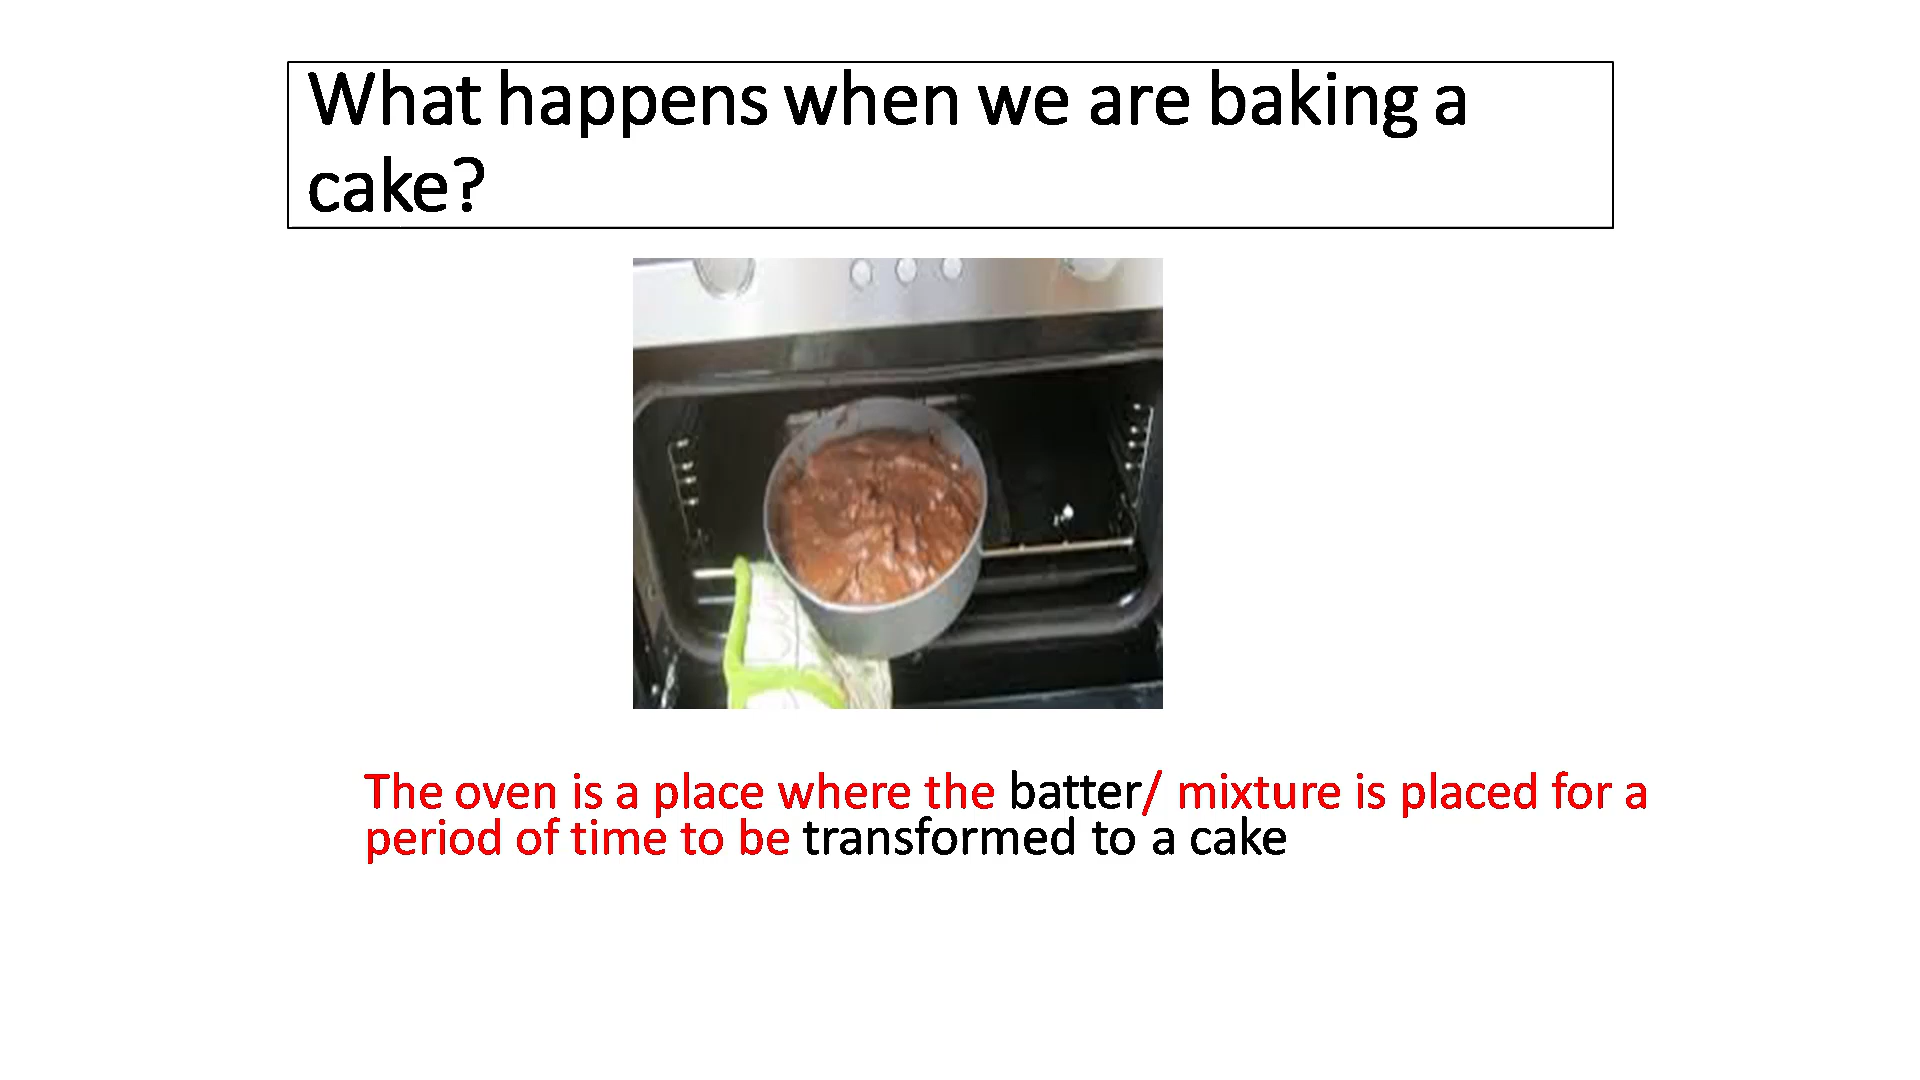 What happens when we are baking a
cake?
The oven is a place where the batter/ mixture is placed for a
period of time to be transformed to a cake